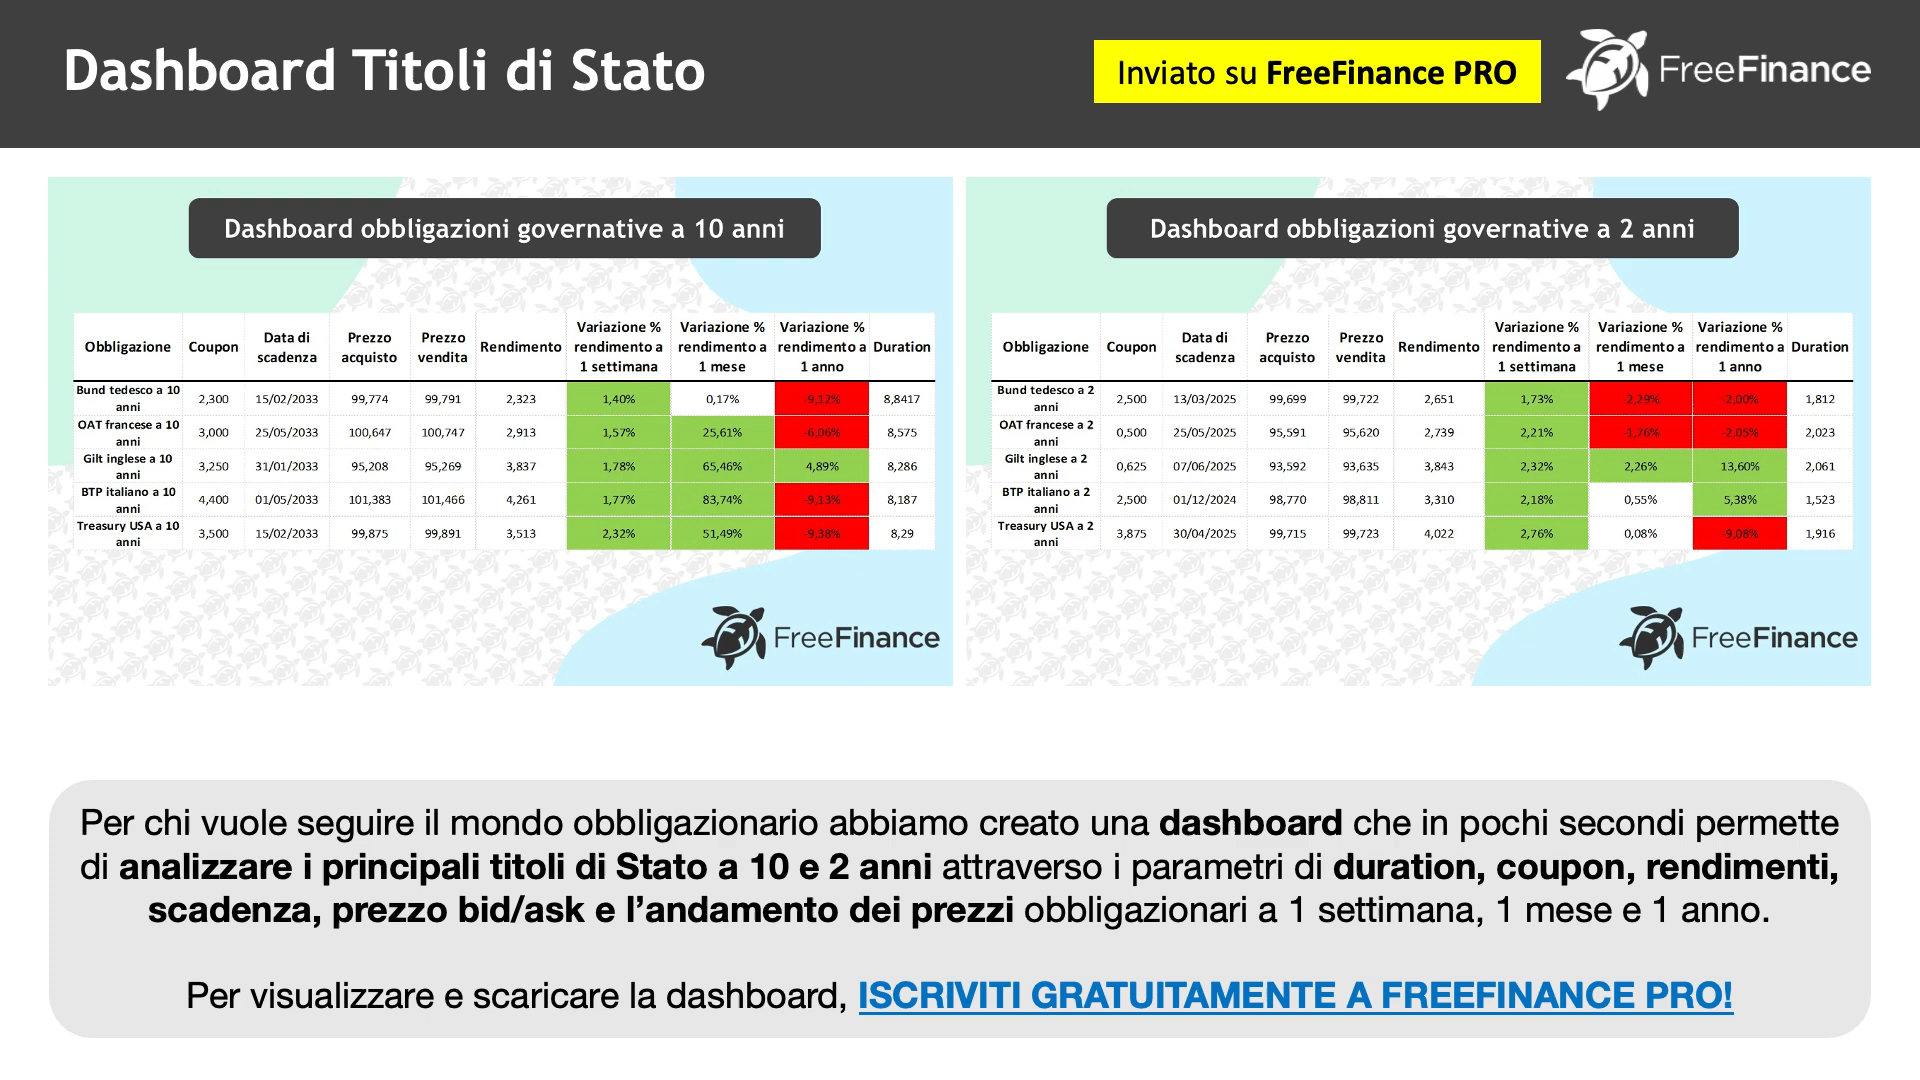 Dashboard Titoli di Stato
Inviato su FreeFinance PRO
FreeFinance
Dashboard obbligazioni governative a 10 anni
Obbligazione Coupon Data di scadenza Prezzo acquisto Prezzo vendita Rendimento Variazione % rendimento a 1 settimana Variazione % rendimento a 1 mese Variazione % rendimento a 1 anno Duration
Bund tedesco a 10 anni 2,300 15/02/2033 99,774 99,791 2,323 1,40% 0,17% -9,12% 8,8417
OAT francese a 10 anni 3,000 25/05/2033 100,647 100,747 2,913 1,57% 25,61% -6,06% 8,575
Gilt inglese a 10 anni 3,250 31/01/2033 95,208 95,269 3,837 1,78% 65,46% 4,89% 8,286
BTP italiano a 10 anni 4,400 01/05/2033 101,383 101,466 4,261 1,77% 83,74% -9,13% 8,187
Treasury USA a 10 anni 3,500 15/02/2033 99,875 99,891 3,513 2,32% 51,49% -9,38% 8,29
FreeFinance
Dashboard obbligazioni governative a 2 anni
Obbligazione Coupon Data di scadenza Prezzo acquisto Prezzo vendita Rendimento Variazione % rendimento a 1 settimana Variazione % rendimento a 1 mese Variazione % rendimento a 1 anno Duration
Bund tedesco a 2 anni 2,500 13/03/2025 99,699 99,722 2,651 1,73% -2,29% -2,00% 1,812
OAT francese a 2 anni 0,500 25/05/2025 95,591 95,620 2,739 2,21% -1,76% -2,05% 2,023
Gilt inglese a 2 anni 0,625 07/06/2025 93,592 93,635 3,843 2,32% 2,26% 13,60% 2,061
BTP italiano a 2 anni 2,500 01/12/2024 98,770 98,811 3,310 2,18% 0,55% 5,38% 1,523
Treasury USA a 2 anni 3,875 30/04/2025 99,715 99,723 4,022 2,76% 0,08% -9,08% 1,916
FreeFinance
Per chi vuole seguire il mondo obbligazionario abbiamo creato una dashboard che in pochi secondi permette
di analizzare i principali titoli di Stato a 10 e 2 anni attraverso i parametri di duration, coupon, rendimenti,
scadenza, prezzo bid/ask e l’andamento dei prezzi obbligazionari a 1 settimana, 1 mese e 1 anno.
Per visualizzare e scaricare la dashboard, ISCRIVITI GRATUITAMENTE A FREEFINANCE PRO!